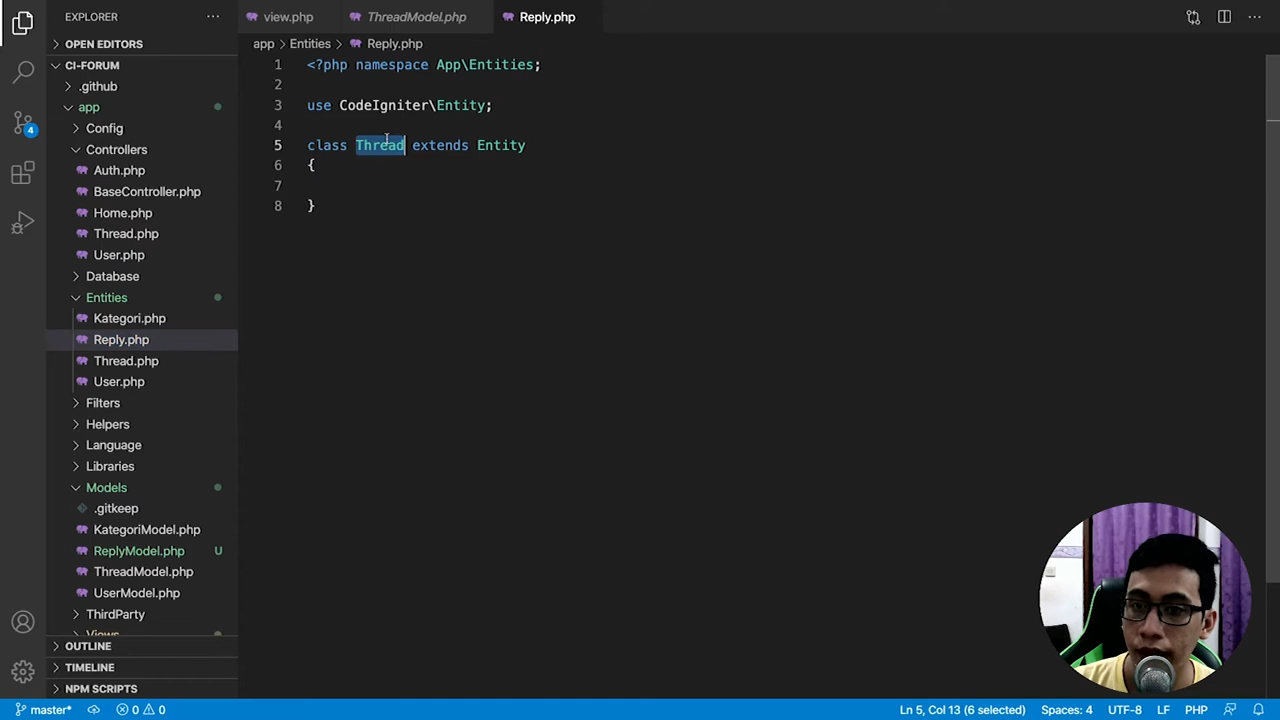 EXPLORER
···
view.php
ThreadModel.php
Reply.php
···
OPEN EDITORS
app > Entities > Reply.php
CI-FORUM
.github
app
Config
Controllers
Auth.php
BaseController.php
Home.php
Thread.php
User.php
Database
Entities
Kategori.php
Reply.php
Thread.php
User.php
Filters
Helpers
Language
Libraries
Models
.gitkeep
KategoriModel.php
ReplyModel.php U
ThreadModel.php
UserModel.php
ThirdParty
Views
OUTLINE
TIMELINE
NPM SCRIPTS
4
1 <?php namespace App\Entities;
2
3 use CodeIgniter\Entity;
4
5 class Thread extends Entity
6 {
7
8 }
master* 0 0 Ln 5, Col 13 (6 selected) Spaces: 4 UTF-8 LF PHP